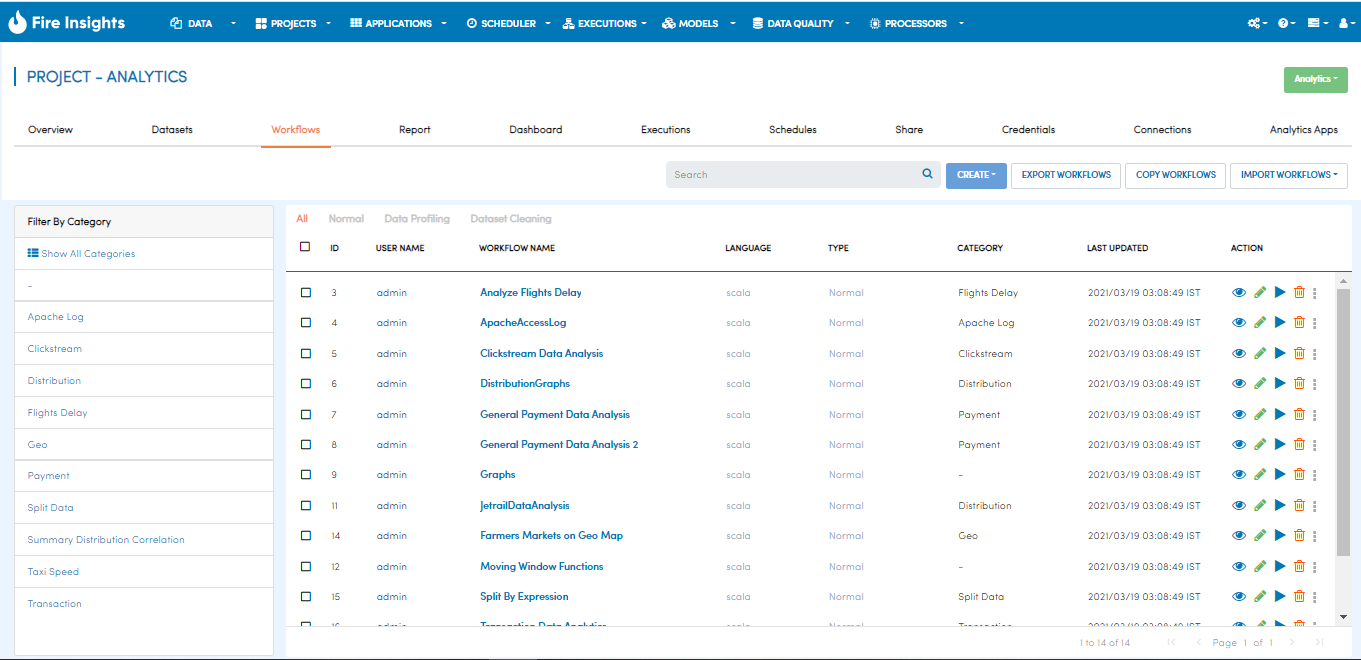 Fire Insights DATA PROJECTS APPLICATIONS SCHEDULER EXECUTIONS MODELS DATA QUALITY PROCESSORS
PROJECT - ANALYTICS
Analytics
Overview Datasets Workflows Report Dashboard Executions Schedules Share Credentials Connections Analytics Apps
Search CREATE EXPORT WORKFLOWS COPY WORKFLOWS IMPORT WORKFLOWS
Filter By Category
Show All Categories
-
Apache Log
Clickstream
Distribution
Flights Delay
Geo
Payment
Split Data
Summary Distribution Correlation
Taxi Speed
Transaction
All Normal Data Profiling Dataset Cleaning
ID USER NAME WORKFLOW NAME LANGUAGE TYPE CATEGORY LAST UPDATED ACTION
3 admin Analyze Flights Delay scala Normal Flights Delay 2021/03/19 03:08:49 IST
4 admin ApacheAccessLog scala Normal Apache Log 2021/03/19 03:08:49 IST
5 admin Clickstream Data Analysis scala Normal Clickstream 2021/03/19 03:08:49 IST
6 admin DistributionGraphs scala Normal Distribution 2021/03/19 03:08:49 IST
7 admin General Payment Data Analysis scala Normal Payment 2021/03/19 03:08:49 IST
8 admin General Payment Data Analysis 2 scala Normal Payment 2021/03/19 03:08:49 IST
9 admin Graphs scala Normal - 2021/03/19 03:08:49 IST
11 admin JetrailDataAnalysis scala Normal Distribution 2021/03/19 03:08:49 IST
14 admin Farmers Markets on Geo Map scala Normal Geo 2021/03/19 03:08:49 IST
12 admin Moving Window Functions scala Normal - 2021/03/19 03:08:49 IST
15 admin Split By Expression scala Normal Split Data 2021/03/19 03:08:49 IST
16 admin Transaction Data Analytics scala Normal Transaction 2021/03/19 03:08:49 IST
1 to 14 of 14 Page 1 of 1